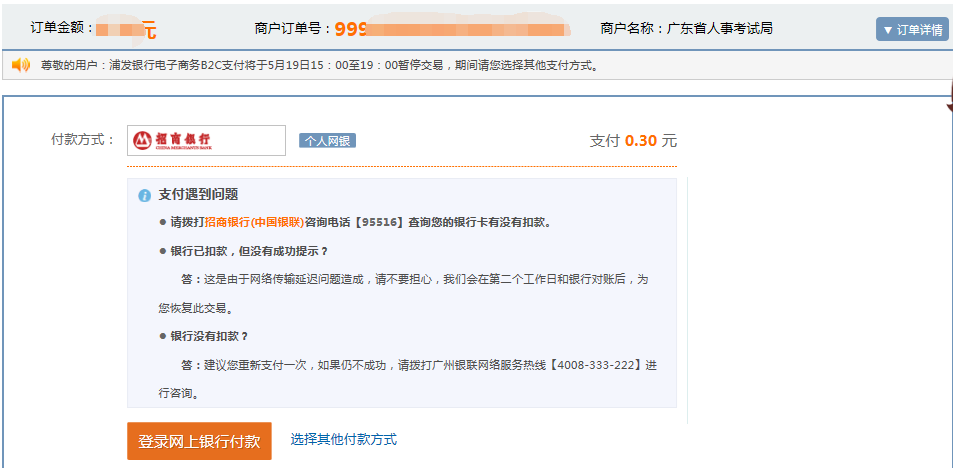 订单金额： 元 商户订单号：999 商户名称：广东省人事考试局 ▼ 订单详情
尊敬的用户：浦发银行电子商务B2C支付将于5月19日15：00至19：00暂停交易，期间请您选择其他支付方式。
付款方式： 招商银行 个人网银 支付 0.30 元
CHINA MERCHANTS BANK
支付遇到问题
● 请拨打招商银行(中国银联)咨询电话【95516】查询您的银行卡有没有扣款。
● 银行已扣款，但没有成功提示？
答：这是由于网络传输延迟问题造成，请不要担心，我们会在第二个工作日和银行对账后，为
您恢复此交易。
● 银行没有扣款？
答：建议您重新支付一次，如果仍不成功，请拨打广州银联网络服务热线【4008-333-222】进
行咨询。
登录网上银行付款 选择其他付款方式